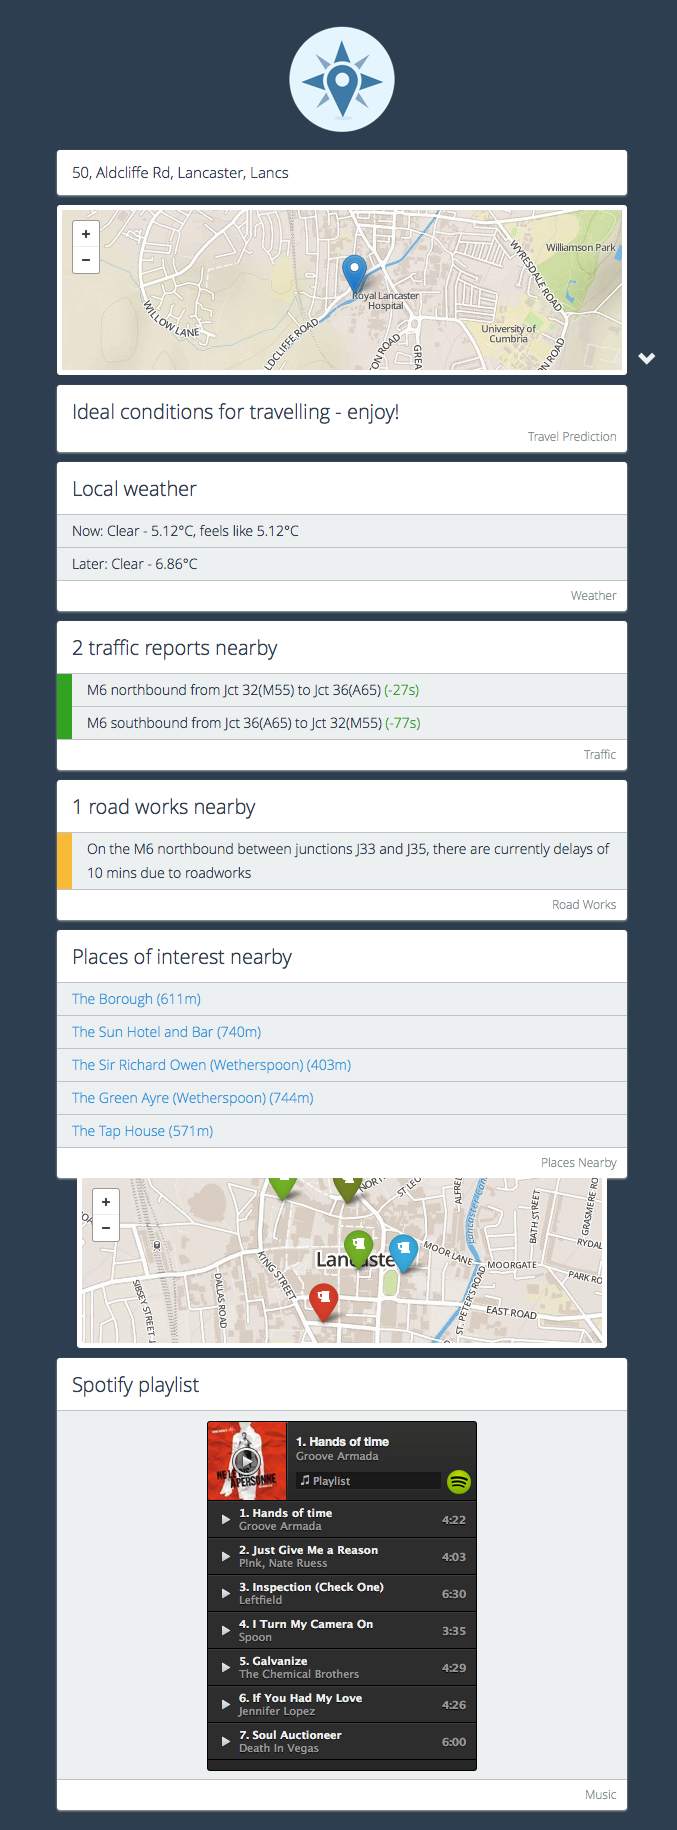 50, Aldcliffe Rd, Lancaster, Lancs
+
−
Williamson Park
WYRESDALE ROAD
Royal Lancaster
Hospital
WILLOW LANE
LDCLIFFE ROAD
University of
Cumbria
TON ROAD
GREA
ON ROAD
Ideal conditions for travelling - enjoy!
Travel Prediction
Local weather
Now: Clear - 5.12°C, feels like 5.12°C
Later: Clear - 6.86°C
Weather
2 traffic reports nearby
M6 northbound from Jct 32(M55) to Jct 36(A65) (-27s)
M6 southbound from Jct 36(A65) to Jct 32(M55) (-77s)
Traffic
1 road works nearby
On the M6 northbound between junctions J33 and J35, there are currently delays of
10 mins due to roadworks
Road Works
Places of interest nearby
The Borough (611m)
The Sun Hotel and Bar (740m)
The Sir Richard Owen (Wetherspoon) (403m)
The Green Ayre (Wetherspoon) (744m)
The Tap House (571m)
Places Nearby
+
−
NOR
ST LEO
ALFRE
Lancaster Can
BATH STREET
GRASMERE RO
RYDAL
KING STREET
Lancaste
MOOR LANE
MOORGATE
PARK RO
SIBSEY STREET
DALLAS ROAD
ST. PETER'S ROAD
EAST ROAD
Spotify playlist
NE LE
A PERSONNE
1. Hands of time
Groove Armada
Playlist
1. Hands of time
Groove Armada
4:22
2. Just Give Me a Reason
P!nk, Nate Ruess
4:03
3. Inspection (Check One)
Leftfield
6:30
4. I Turn My Camera On
Spoon
3:35
5. Galvanize
The Chemical Brothers
4:29
6. If You Had My Love
Jennifer Lopez
4:26
7. Soul Auctioneer
Death In Vegas
6:00
Music